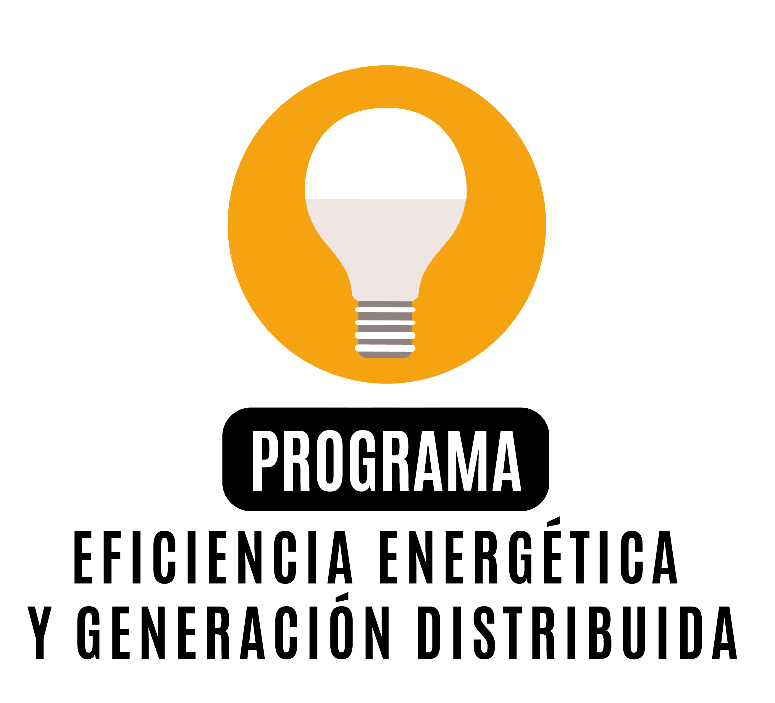 PROGRAMA
EFICIENCIA ENERGÉTICA
Y GENERACIÓN DISTRIBUIDA